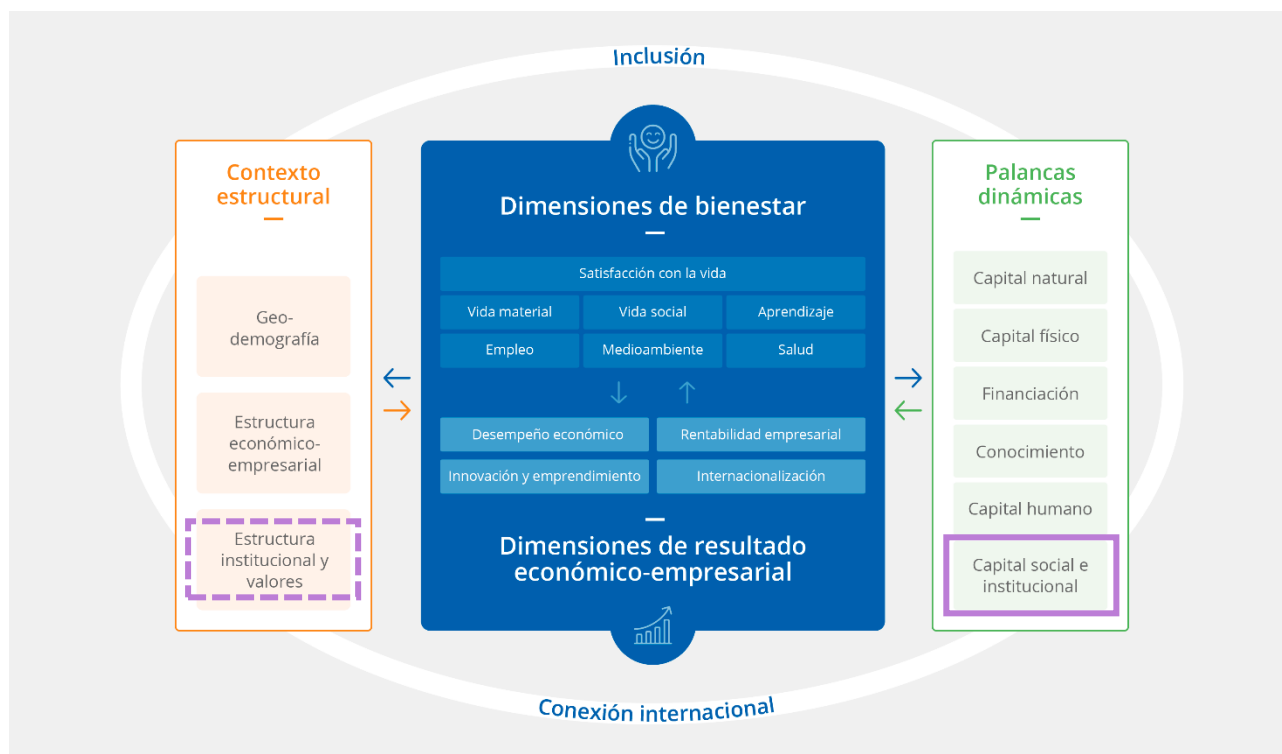 Inclusión
Contexto
estructural
Geo-
demografía
Estructura
económico-
empresarial
Estructura
institucional y
valores
Dimensiones de bienestar
Satisfacción con la vida
Vida material
Vida social
Aprendizaje
Empleo
Medioambiente
Salud
Desempeño económico
Rentabilidad empresarial
Innovación y emprendimiento
Internacionalización
Dimensiones de resultado
económico-empresarial
Palancas
dinámicas
Capital natural
Capital físico
Financiación
Conocimiento
Capital humano
Capital social e
institucional
Conexión internacional